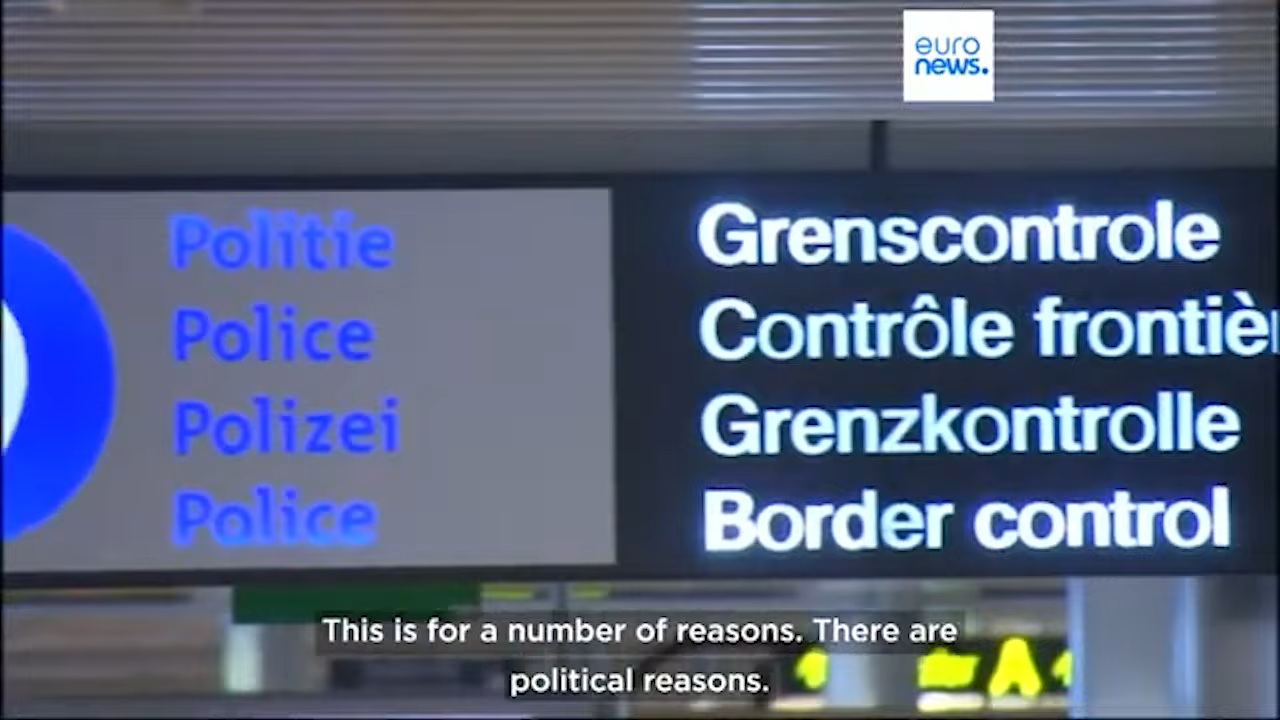 euro
news.
Politie
Police
Polizei
Police
Grenscontrole
Contrôle frontièr
Grenzkontrolle
Border control
This is for a number of reasons. There are
political reasons.